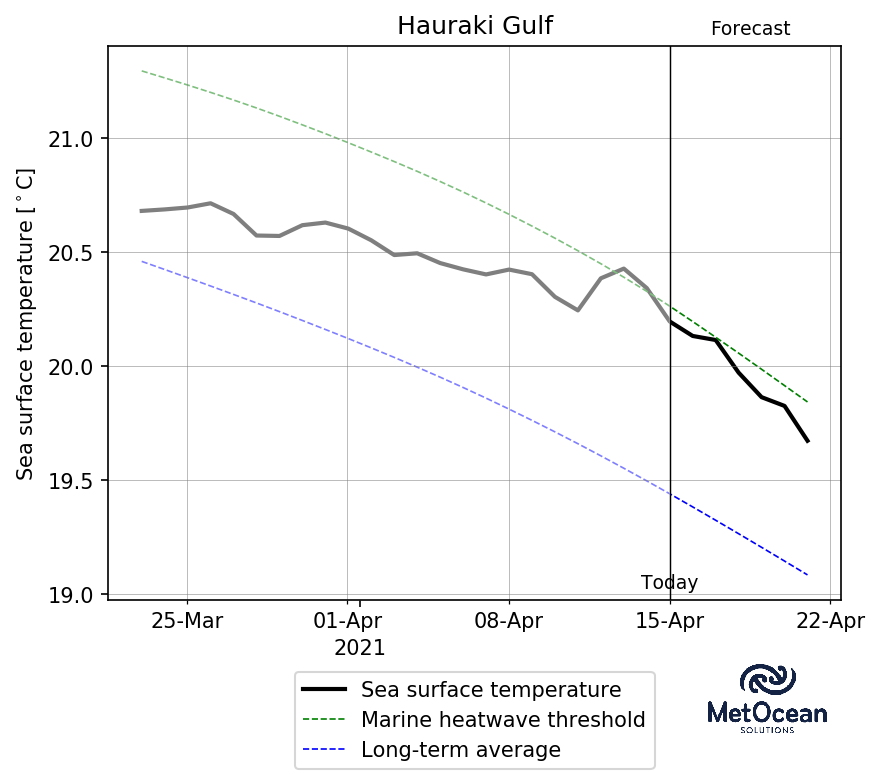 Hauraki Gulf
Forecast
Sea surface temperature [°C]
21.0
20.5
20.0
19.5
19.0
Today
25-Mar 01-Apr 08-Apr 15-Apr 22-Apr
2021
Sea surface temperature
Marine heatwave threshold
Long-term average
MetOcean
SOLUTIONS